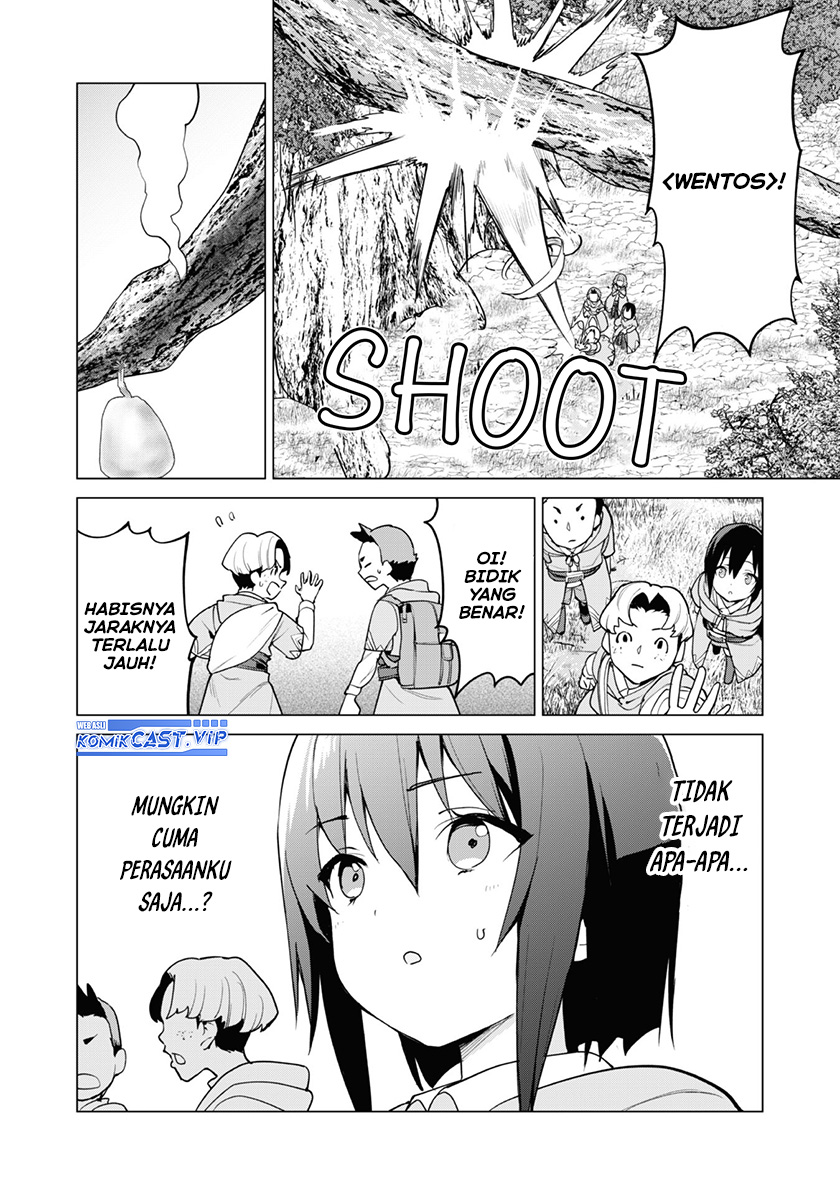 <WENTOS>!
SHOOT
OI!
BIDIK
YANG
BENAR!
HABISNYA
JARAKNYA
TERLALU
JAUH!
WEB ASLI
KOMIKCAST.VIP
TIDAK
TERJADI
APA-APA...
MUNGKIN
CUMA
PERASAANKU
SAJA...?